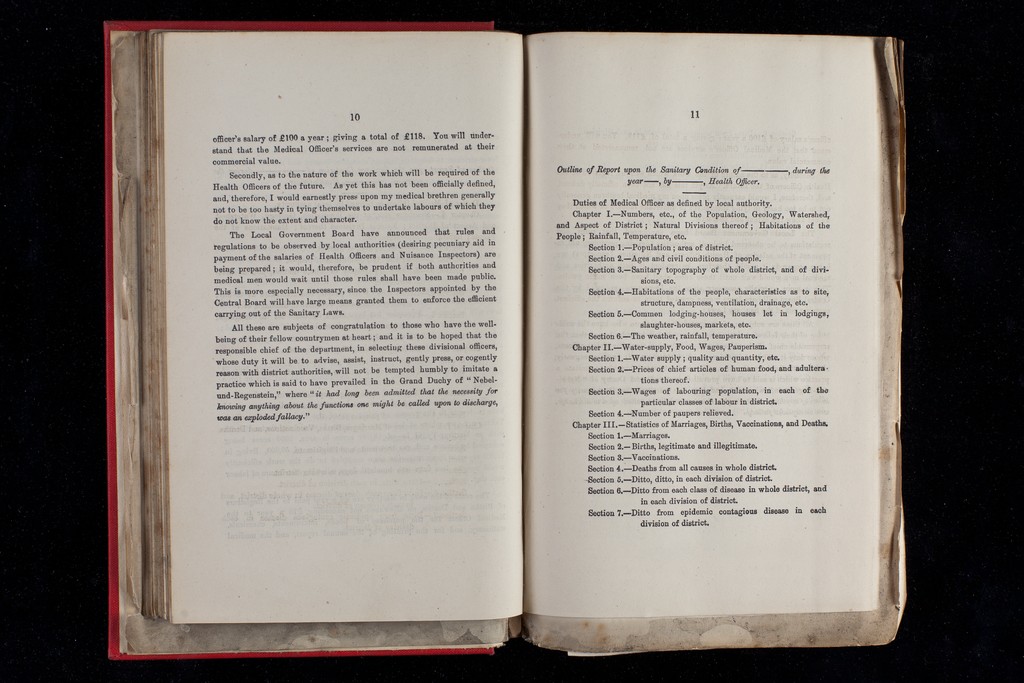 10
officer's salary of £100 a year ; giving a total of £118. You will under-
stand that the Medical Officer's services are not remunerated at their
commercial value.
Secondly, as to the nature of the work which will be required of the
Health Officers of the future. As yet this has not been officially defined,
and, therefore, I would earnestly press upon my medical brethren generally
not to be too hasty in tying themselves to undertake labours of which they
do not know the extent and character.
The Local Government Board have announced that rules and
regulations to be observed by local authorities (desiring pecuniary aid in
payment of the salaries of Health Officers and Nuisance Inspectors) are
being prepared ; it would, therefore, be prudent if both authorities and
medical men would wait until those rules shall have been made public.
This is more especially necessary, since the Inspectors appointed by the
Central Board will have large means granted them to enforce the efficient
carrying out of the Sanitary Laws.
All these are subjects of congratulation to those who have the well-
being of their fellow countrymen at heart ; and it is to be hoped that the
responsible chief of the department, in selecting these divisional officers,
whose duty it will be to advise, assist, instruct, gently press, or cogently
reason with district authorities, will not be tempted humbly to imitate a
practice which is said to have prevailed in the Grand Duchy of " Nebel-
und-Regenstein," where " it had long been admitted that the necessity for
knowing anything about the functions one might be called upon to discharge,
was an exploded fallacy."
11
Outline of Report upon the Sanitary Condition of—— ——, during the
year——, by———, Health Officer.
Duties of Medical Officer as defined by local authority.
Chapter I.—Numbers, etc., of the Population, Geology, Watershed,
and Aspect of District ; Natural Divisions thereof ; Habitations of the
People ; Rainfall, Temperature, etc.
Section 1.—Population ; area of district.
Section 2.—Ages and civil conditions of people.
Section 3.—Sanitary topography of whole district, and of divi-
sions, etc.
Section 4.—Habitations of the people, characteristics as to site,
structure, dampness, ventilation, drainage, etc.
Section 5.—Common lodging-houses, houses let in lodgings,
slaughter-houses, markets, etc.
Section 6.—The weather, rainfall, temperature.
Chapter II.—Water-supply, Food, Wages, Pauperism.
Section 1.—Water supply ; quality and quantity, etc.
Section 2.—Prices of chief articles of human food, and adultera-
tions thereof.
Section 3.—Wages of labouring population, in each of the
particular classes of labour in district.
Section 4.—Number of paupers relieved.
Chapter III.—Statistics of Marriages, Births, Vaccinations, and Deaths.
Section 1.—Marriages.
Section 2.—Births, legitimate and illegitimate.
Section 3.—Vaccinations.
Section 4.—Deaths from all causes in whole district.
Section 5.—Ditto, ditto, in each division of district.
Section 6.—Ditto from each class of disease in whole district, and
in each division of district.
Section 7.—Ditto from epidemic contagious disease in each
division of district.